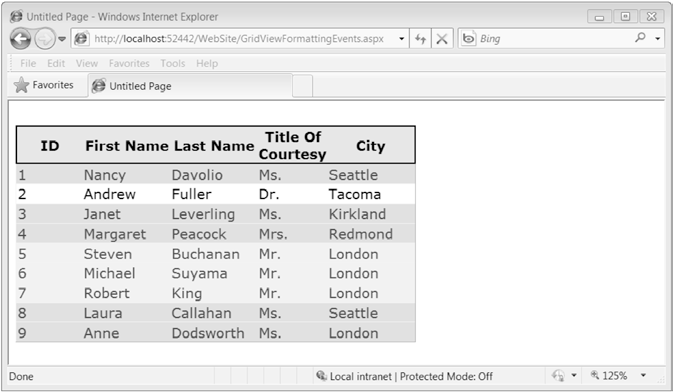 Untitled Page - Windows Internet Explorer
http://localhost:52442/WebSite/GridViewFormattingEvents.aspx Bing
File Edit View Favorites Tools Help
Favorites Untitled Page
ID First Name Last Name Title Of Courtesy City
1 Nancy Davolio Ms. Seattle
2 Andrew Fuller Dr. Tacoma
3 Janet Leverling Ms. Kirkland
4 Margaret Peacock Mrs. Redmond
5 Steven Buchanan Mr. London
6 Michael Suyama Mr. London
7 Robert King Mr. London
8 Laura Callahan Ms. Seattle
9 Anne Dodsworth Ms. London
Done Local intranet | Protected Mode: Off 125%